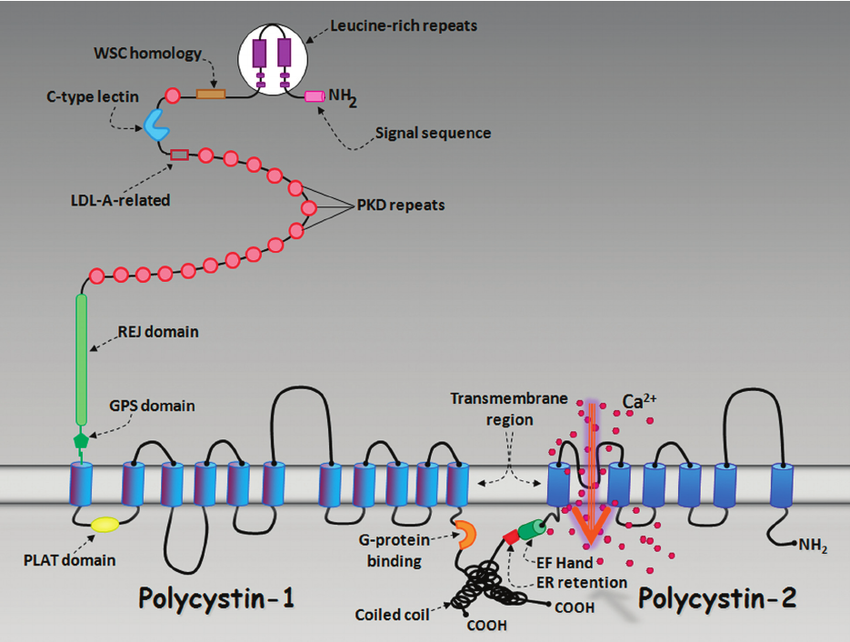 Leucine-rich repeats
WSC homology
C-type lectin
NH2
Signal sequence
LDL-A-related
PKD repeats
REJ domain
GPS domain
Transmembrane
region
Ca2+
PLAT domain
G-protein
binding
EF Hand
ER retention
NH2
Polycystin-1
Polycystin-2
Coiled coil
COOH
COOH